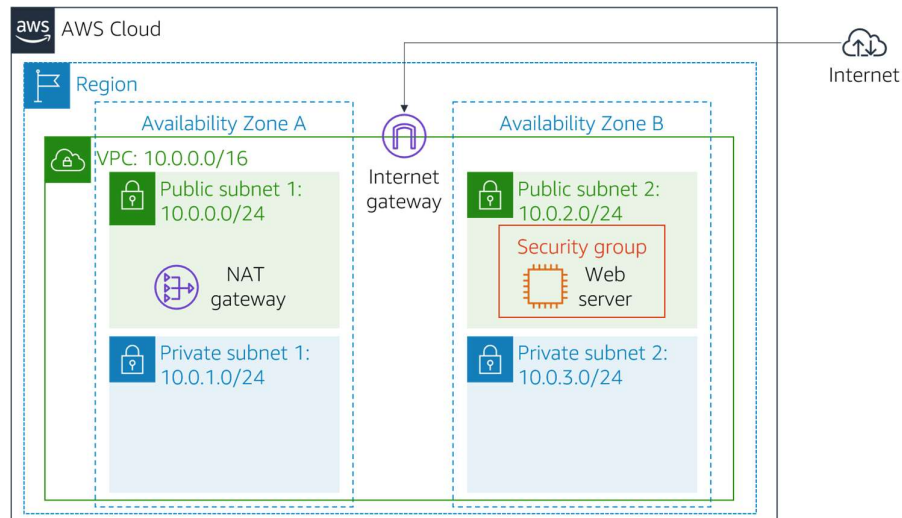 aws
AWS Cloud
Internet
Region
Availability Zone A
Availability Zone B
VPC: 10.0.0.0/16
Internet
gateway
Public subnet 1:
10.0.0.0/24
NAT
gateway
Public subnet 2:
10.0.2.0/24
Security group
Web
server
Private subnet 1:
10.0.1.0/24
Private subnet 2:
10.0.3.0/24